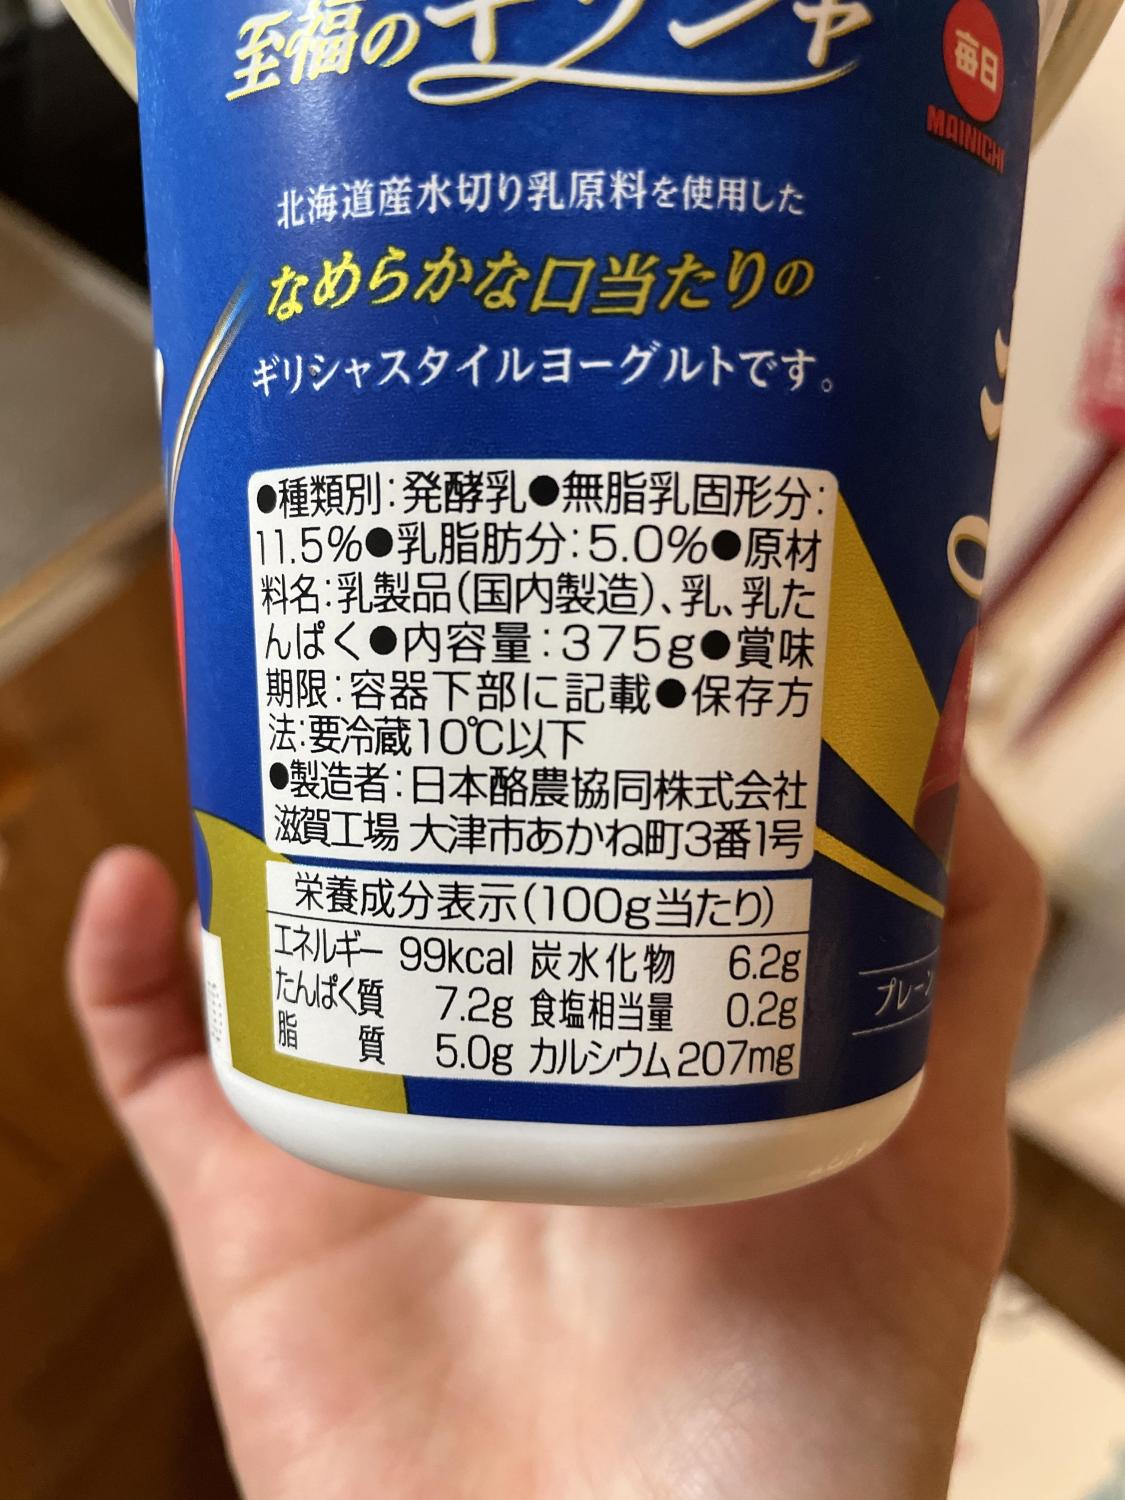 至福のギリシャ
毎日
MAINICHI
北海道産水切り乳原料を使用した
なめらかな口当たりの
ギリシャスタイルヨーグルトです。
●種類別:発酵乳●無脂乳固形分:
11.5%●乳脂肪分:5.0%●原材
料名:乳製品(国内製造)、乳、乳た
んぱく●内容量:375g●賞味
期限:容器下部に記載●保存方
法:要冷蔵10℃以下
●製造者:日本酪農協同株式会社
滋賀工場 大津市あかね町3番1号
栄養成分表示(100g当たり)
エネルギー 99kcal 炭水化物 6.2g
たんぱく質 7.2g 食塩相当量 0.2g
脂質 5.0g カルシウム 207mg
プレーン